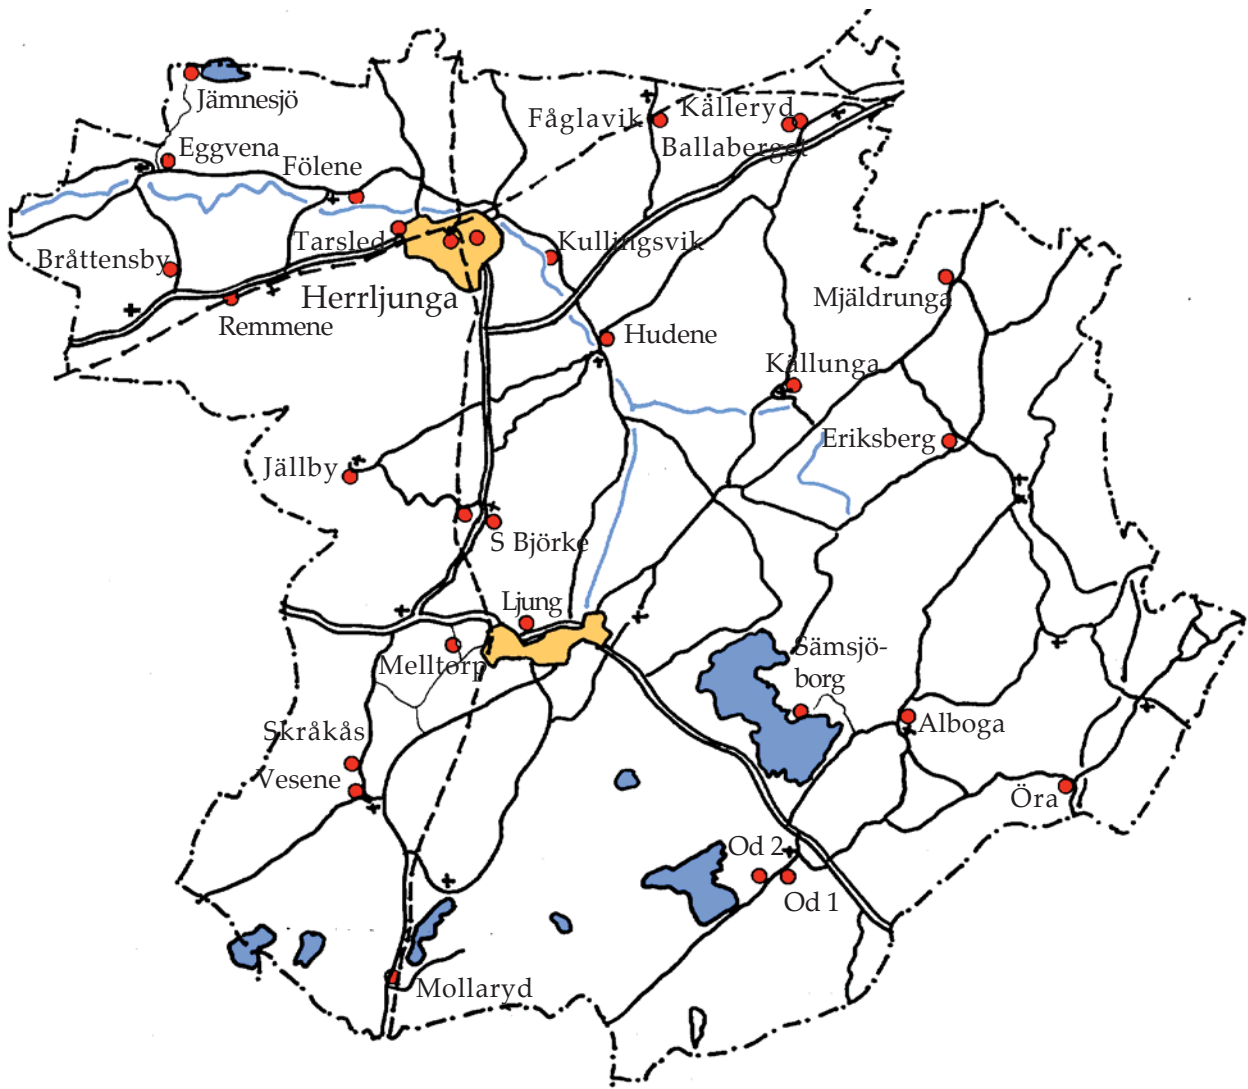 Jämnesjö
Fåglavik
Källeryd
Ballaberget
Eggvena
Fölene
Tarsled
Kullingsvik
Bråttensby
Herrljunga
Mjäldrunga
Remmene
Hudene
Källunga
Eriksberg
Jällby
S Björke
Ljung
Melltorp
Sämsjö-
borg
Skråkås
Alboga
Vesene
Öra
Od 2
Od 1
Mollaryd